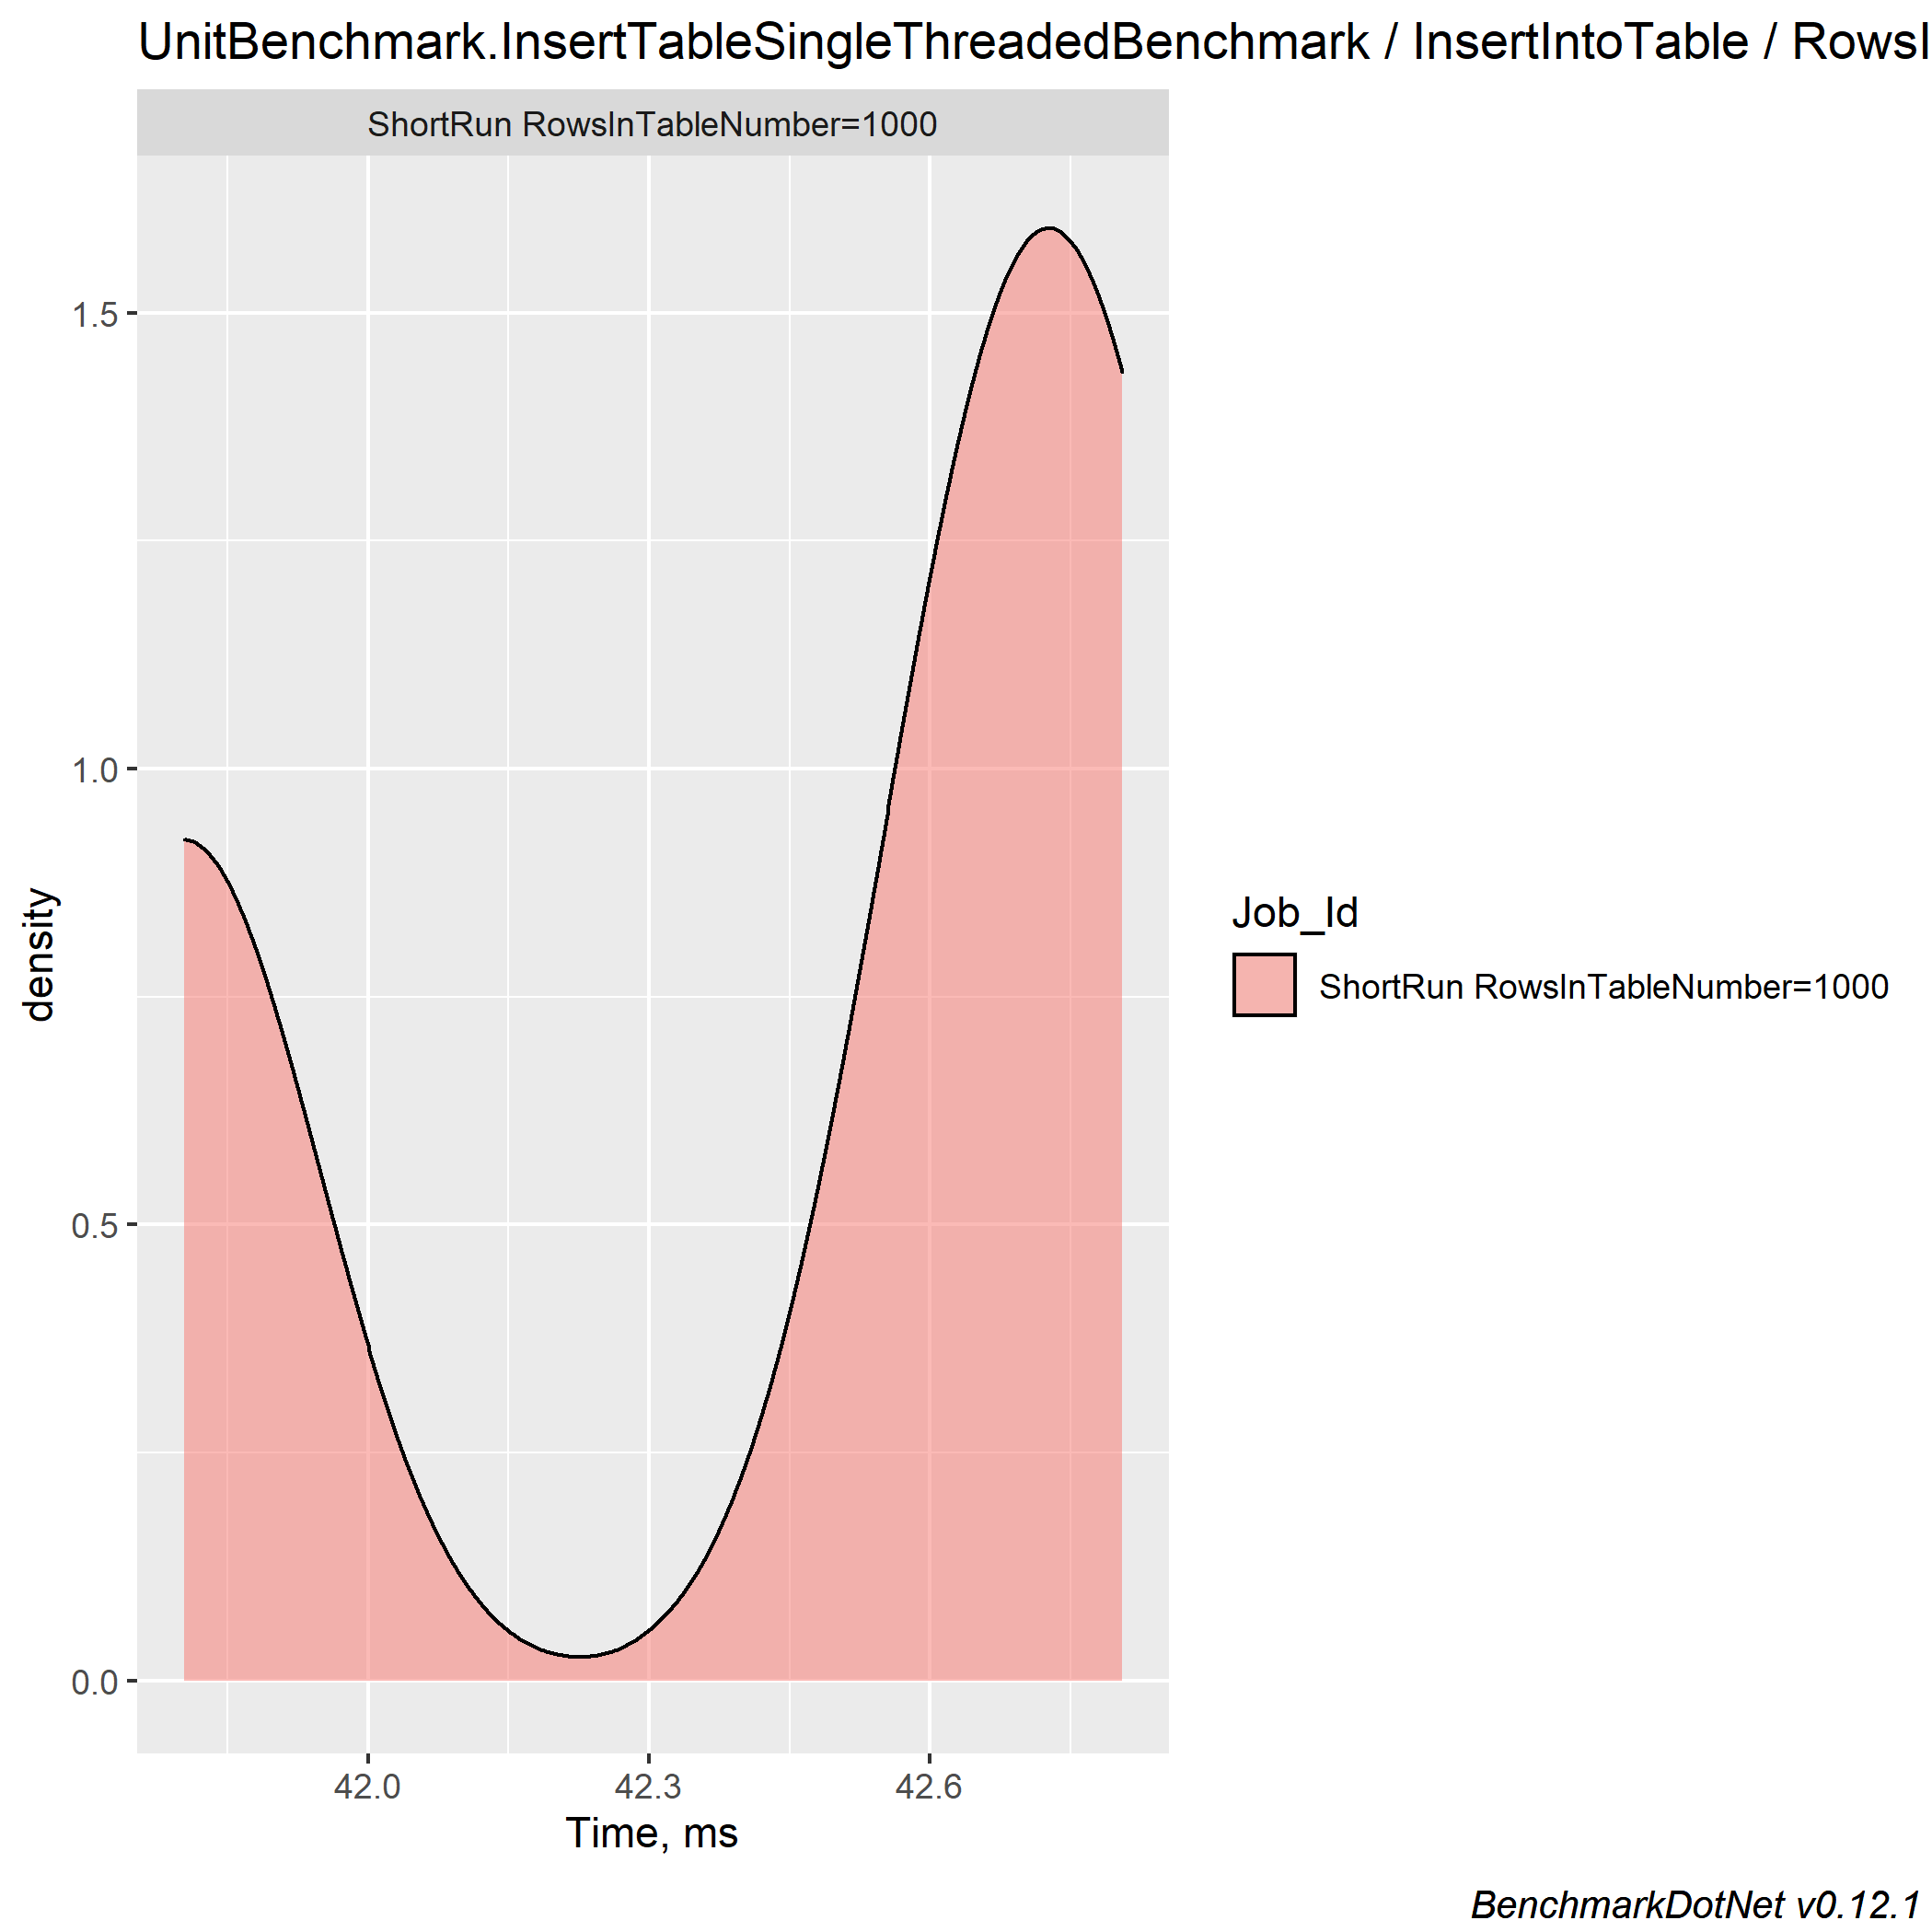 UnitBenchmark.InsertTableSingleThreadedBenchmark / InsertIntoTable / RowsI
ShortRun RowsInTableNumber=1000
1.5
1.0
0.5
0.0
density
42.0 42.3 42.6
Time, ms
Job_Id
ShortRun RowsInTableNumber=1000
BenchmarkDotNet v0.12.1